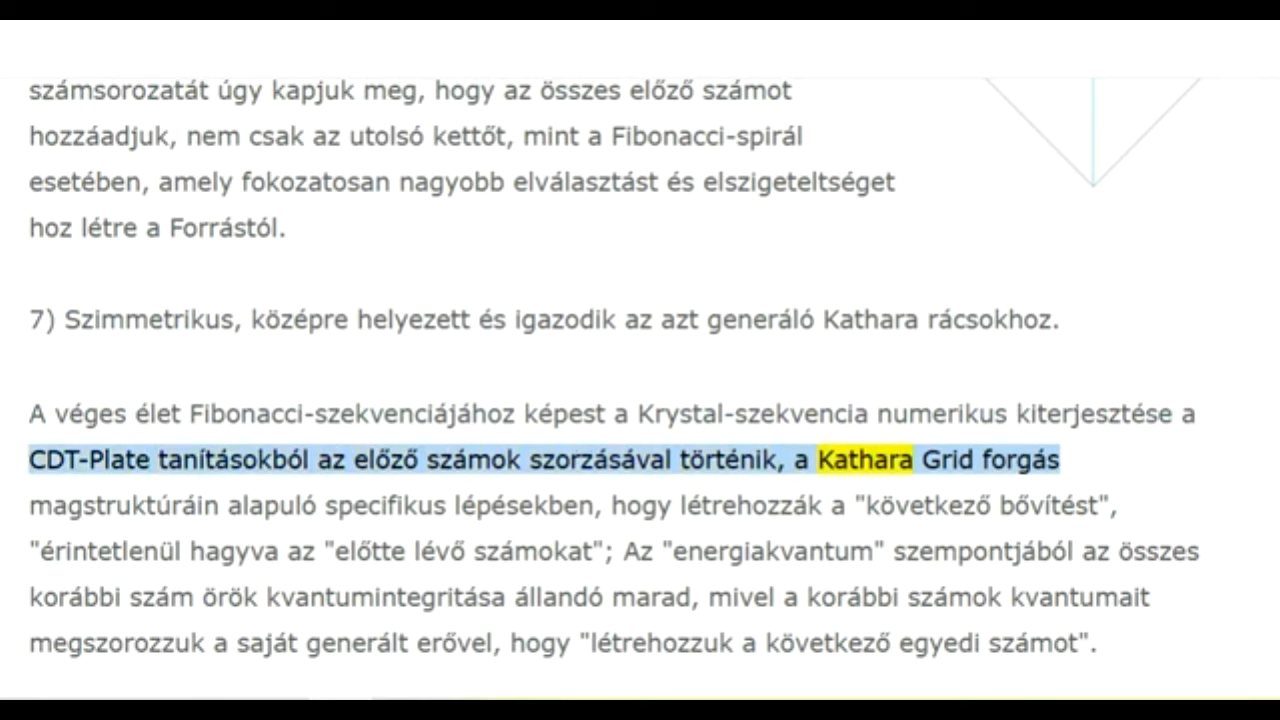 számsorozatát úgy kapjuk meg, hogy az összes előző számot
hozzáadjuk, nem csak az utolsó kettőt, mint a Fibonacci-spirál
esetében, amely fokozatosan nagyobb elválasztást és elszigeteltséget
hoz létre a Forrástól.
7) Szimmetrikus, középre helyezett és igazodik az azt generáló Kathara rácsokhoz.
A véges élet Fibonacci-szekvenciájához képest a Krystal-szekvencia numerikus kiterjesztése a
CDT-Plate tanításokból az előző számok szorzásával történik, a Kathara Grid forgás
magstruktúráin alapuló specifikus lépésekben, hogy létrehozzák a "következő bővítést",
"érintetlenül hagyva az "előtte lévő számokat"; Az "energiakvantum" szempontjából az összes
korábbi szám örök kvantumintegritása állandó marad, mivel a korábbi számok kvantumait
megszorozzuk a saját generált erővel, hogy "létrehozzuk a következő egyedi számot".